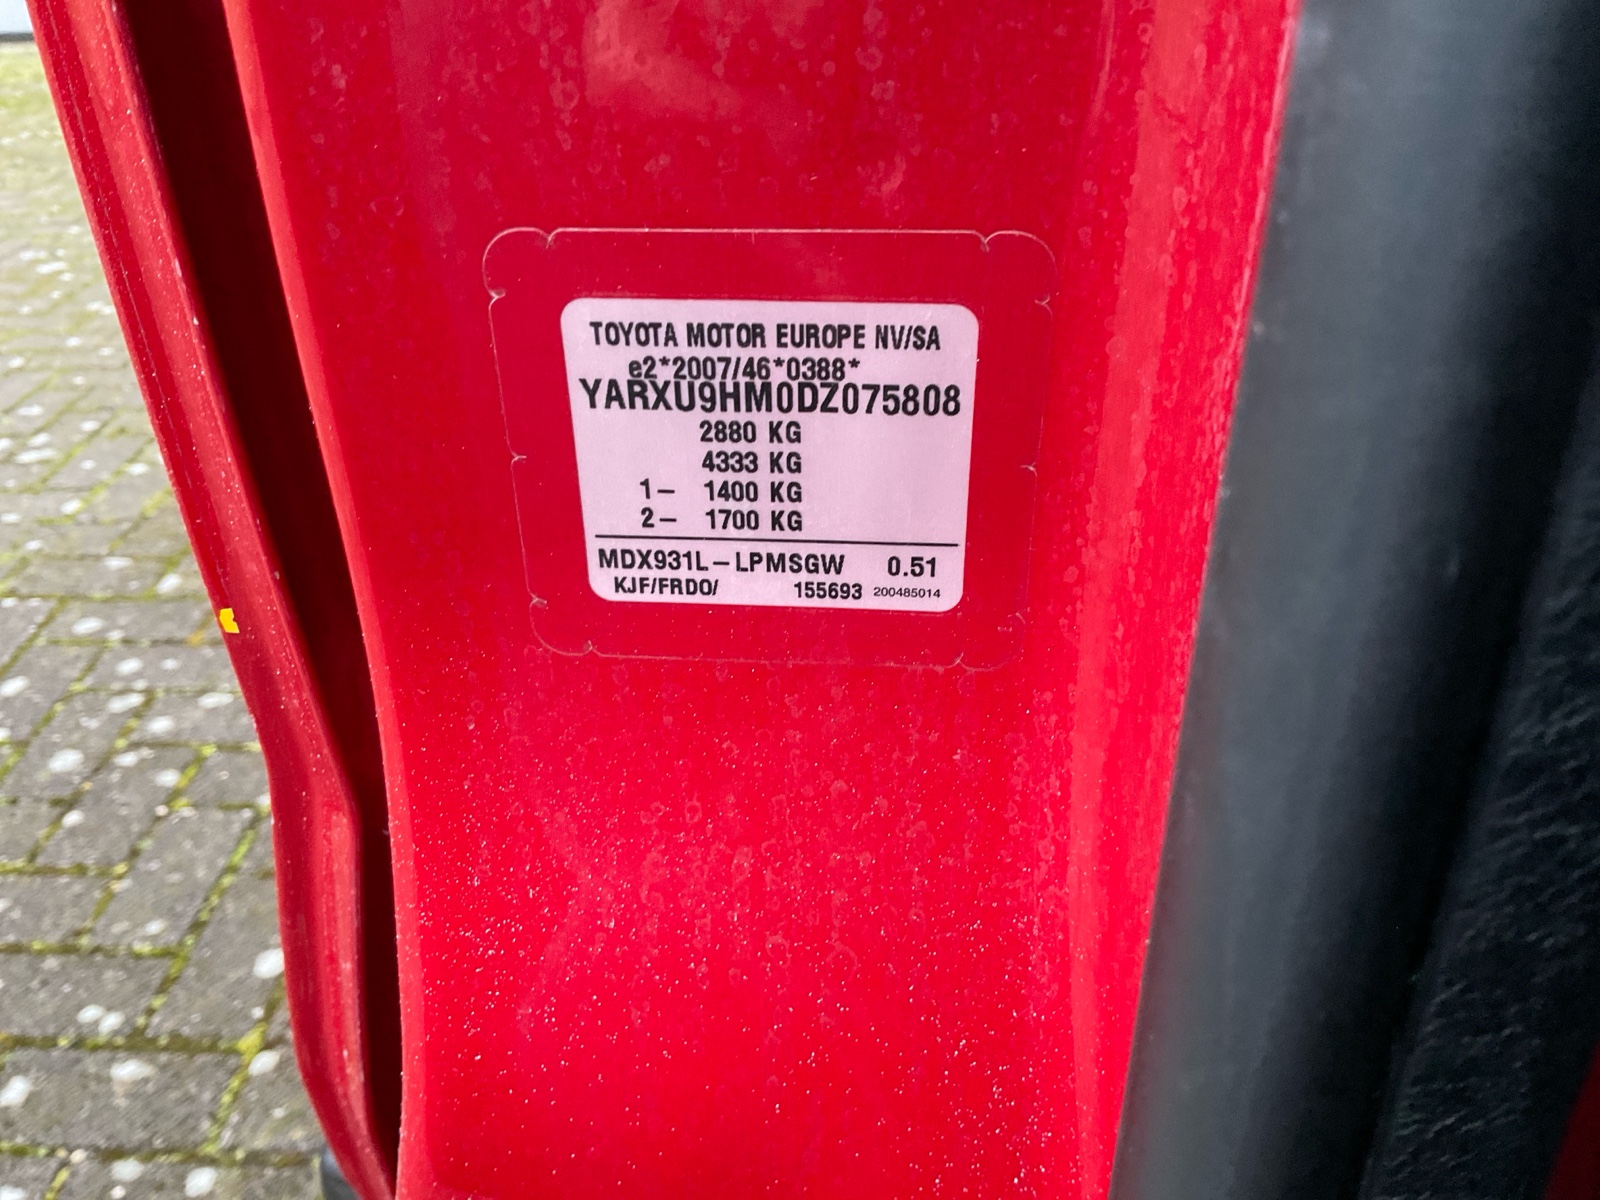 TOYOTA MOTOR EUROPE NV/SA
e2*2007/46*0388*
YARXU9HM0DZ075808
2880 KG
4333 KG
1- 1400 KG
2- 1700 KG
MDX931L-LPMSGW 0.51
KJF/FRDO/ 155693 200485014